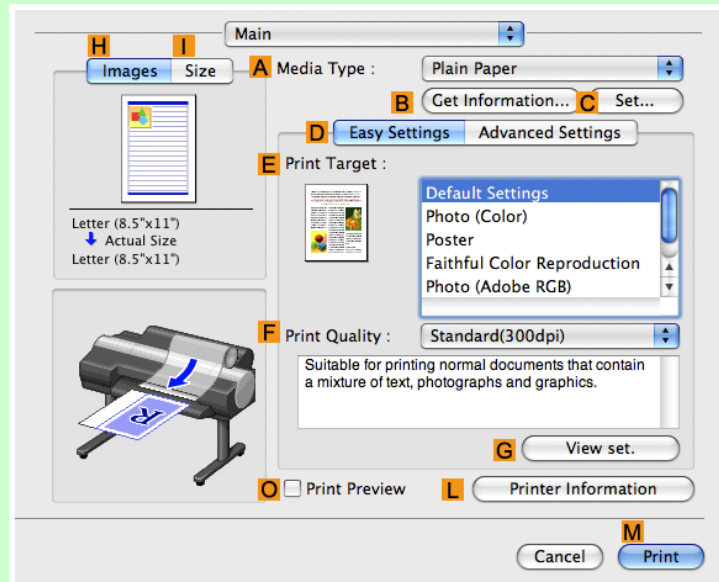 Main
H I
Images Size
A Media Type : Plain Paper
B Get Information... C Set...
D Easy Settings Advanced Settings
E Print Target :
Default Settings
Photo (Color)
Poster
Faithful Color Reproduction
Photo (Adobe RGB)
Letter (8.5"x11")
Actual Size
Letter (8.5"x11")
F Print Quality : Standard(300dpi)
Suitable for printing normal documents that contain
a mixture of text, photographs and graphics.
R
G View set.
O Print Preview L Printer Information
M
Cancel Print